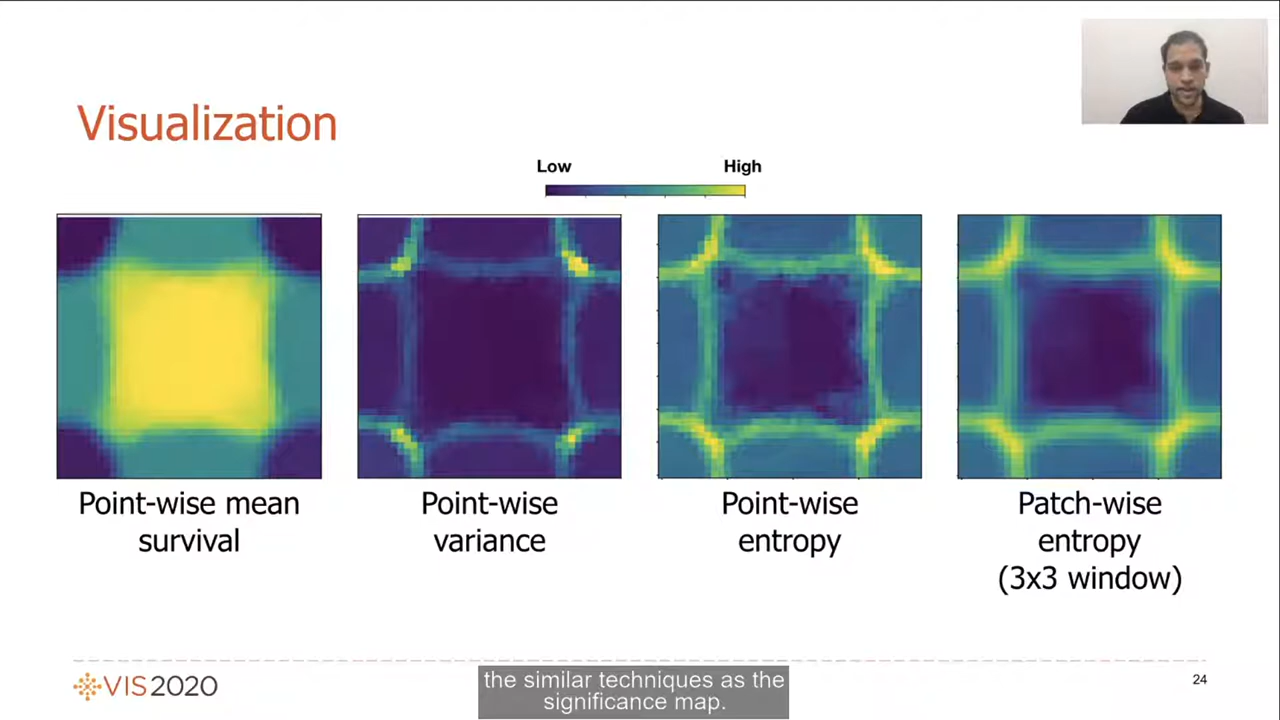 Visualization
Low High
Point-wise mean
survival
Point-wise
variance
Point-wise
entropy
Patch-wise
entropy
(3x3 window)
VIS2020
24
the similar techniques as the
significance map.